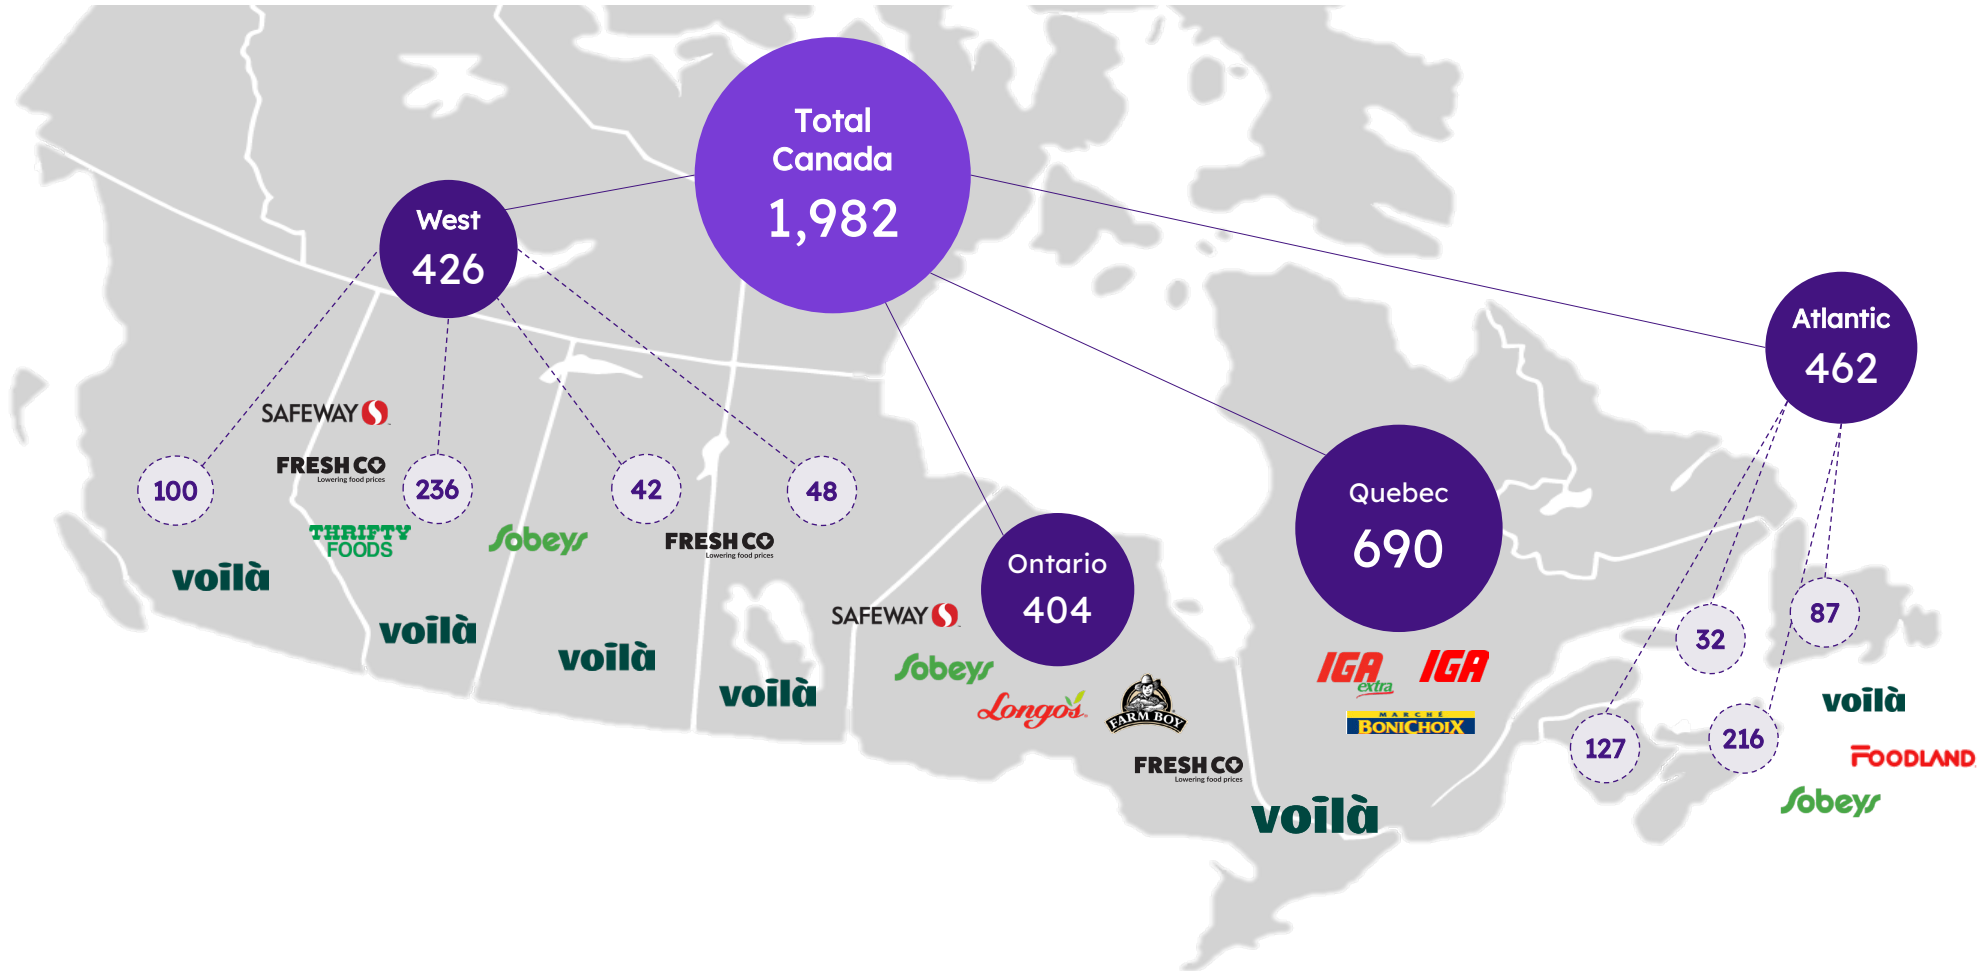 Total
Canada
1,982
West
426
Atlantic
462
SAFEWAY
FRESHCO
Lowering food prices
100
236
42
48
THRIFTY
FOODS
Sobeys
FRESHCO
Lowering food prices
voilà
voilà
voilà
voilà
Quebec
690
Ontario
404
SAFEWAY
Sobeys
Longo's
FARM BOY
FRESHCO
Lowering food prices
voilà
IGA
extra
IGA
MARCHÉ
BONICHOIX
32
87
127
216
voilà
FOODLAND
Sobeys